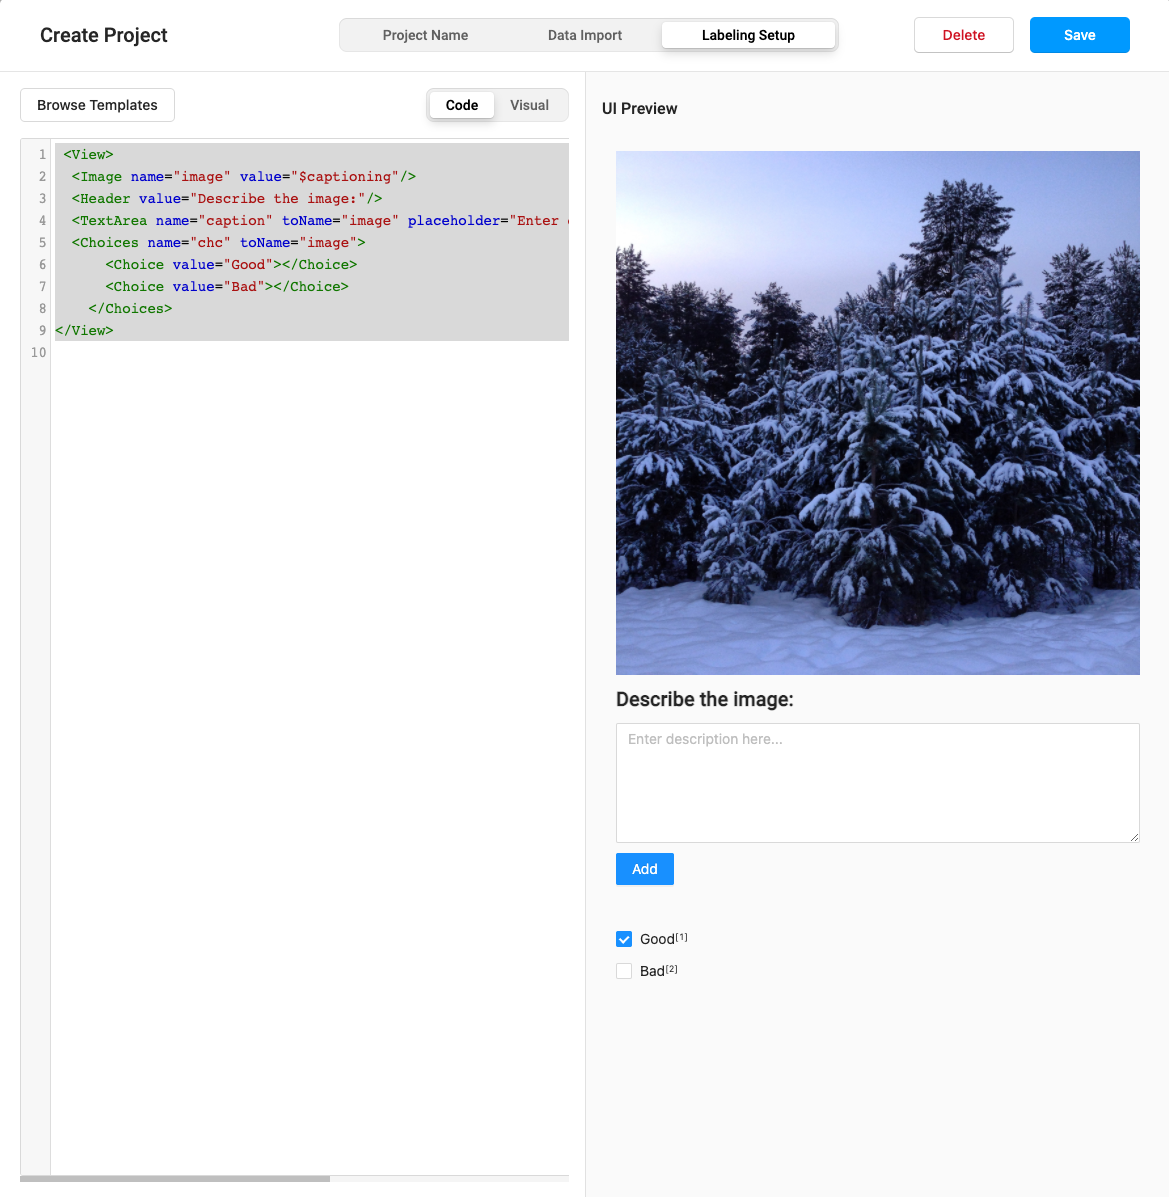 Create Project
Project Name
Data Import
Labeling Setup
Delete
Save
Browse Templates
Code
Visual
UI Preview
1 <View>
2 <Image name="image" value="$captioning"/>
3 <Header value="Describe the image:"/>
4 <TextArea name="caption" toName="image" placeholder="Enter
5 <Choices name="chc" toName="image">
6 <Choice value="Good"></Choice>
7 <Choice value="Bad"></Choice>
8 </Choices>
9 </View>
10
Describe the image:
Enter description here...
Add
Good[1]
Bad[2]